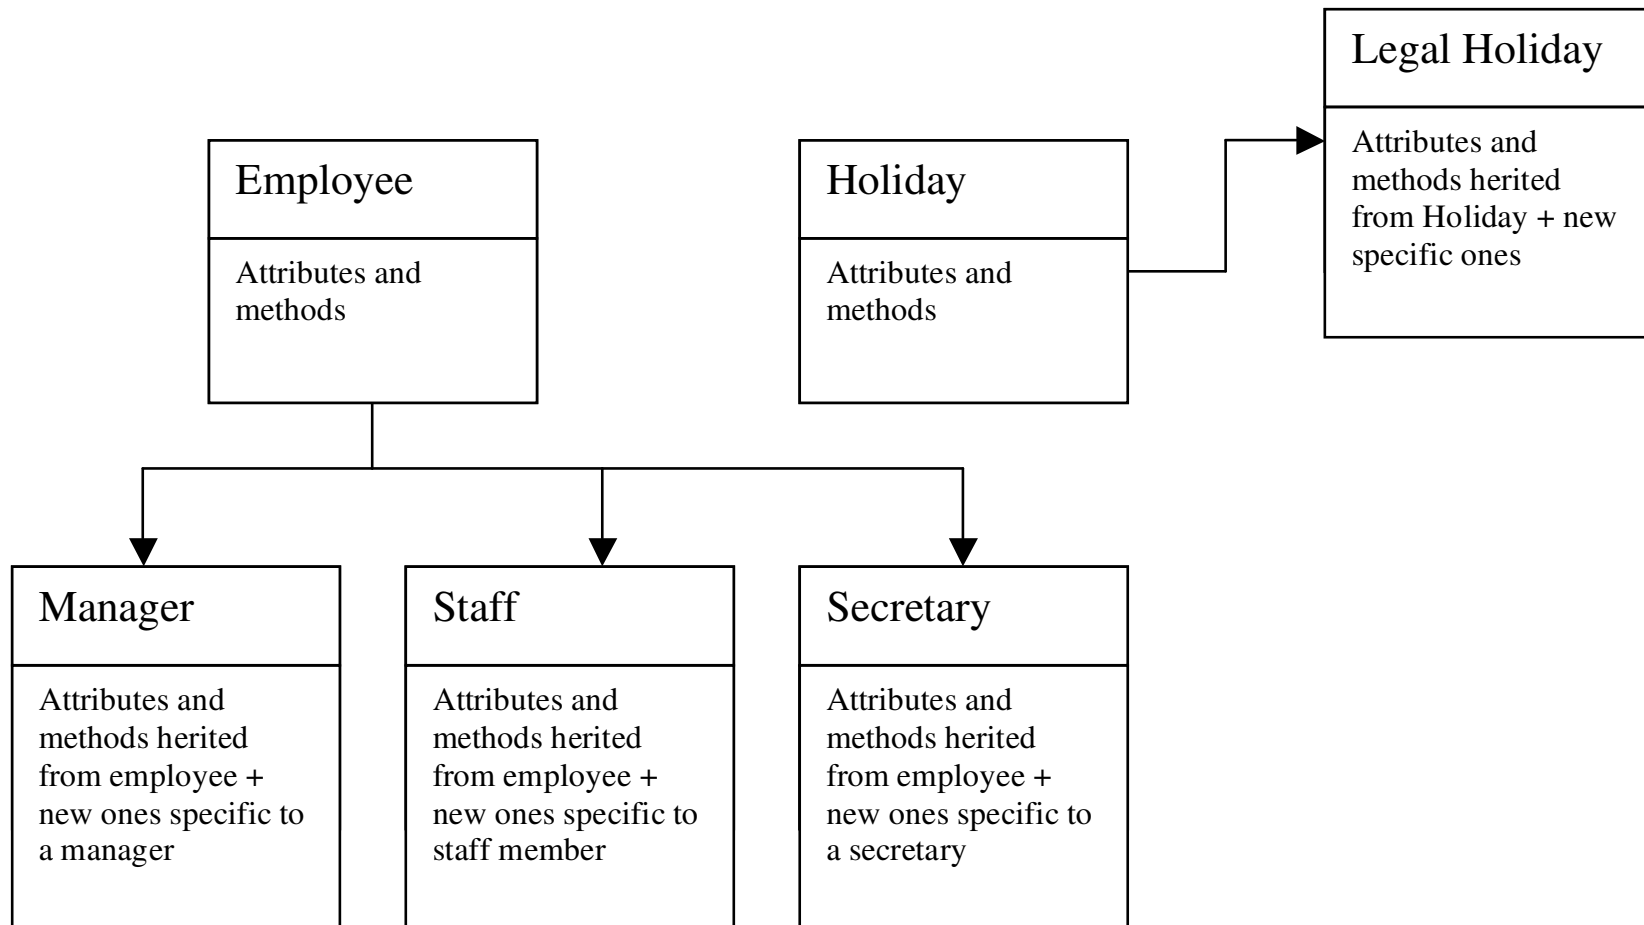 Legal Holiday
Attributes and
methods herited
from Holiday + new
specific ones
Employee
Attributes and
methods
Holiday
Attributes and
methods
Manager
Attributes and
methods herited
from employee +
new ones specific to
a manager
Staff
Attributes and
methods herited
from employee +
new ones specific to
staff member
Secretary
Attributes and
methods herited
from employee +
new ones specific to
a secretary